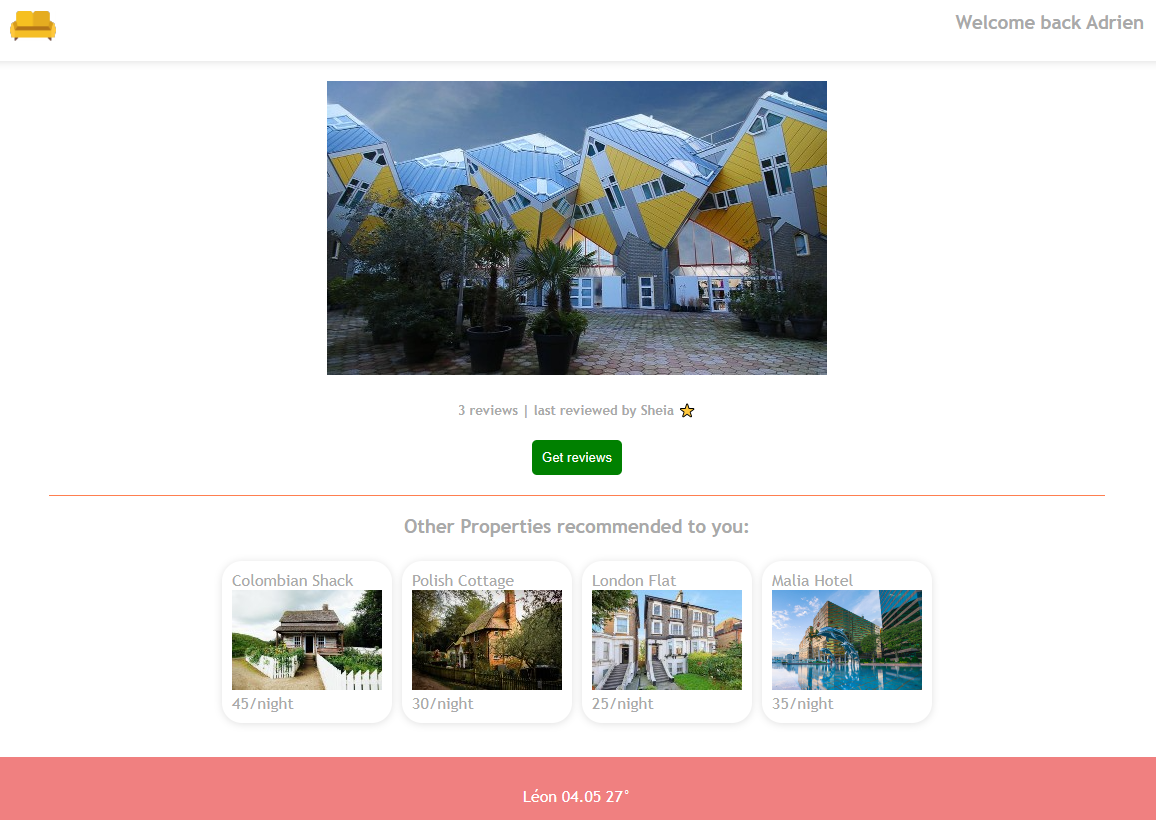 Welcome back Adrien
3 reviews | last reviewed by Sheia
Get reviews
Other Properties recommended to you:
Colombian Shack
45/night
Polish Cottage
30/night
London Flat
25/night
Malia Hotel
35/night
Léon 04.05 27°